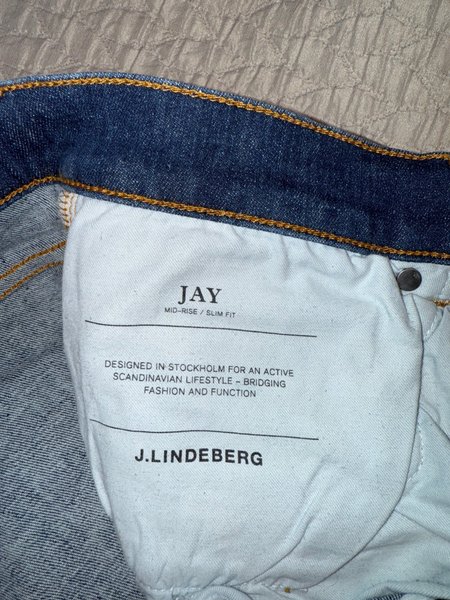 JAY
MID-RISE / SLIM FIT
DESIGNED IN STOCKHOLM FOR AN ACTIVE
SCANDINAVIAN LIFESTYLE – BRIDGING
FASHION AND FUNCTION
J.LINDEBERG